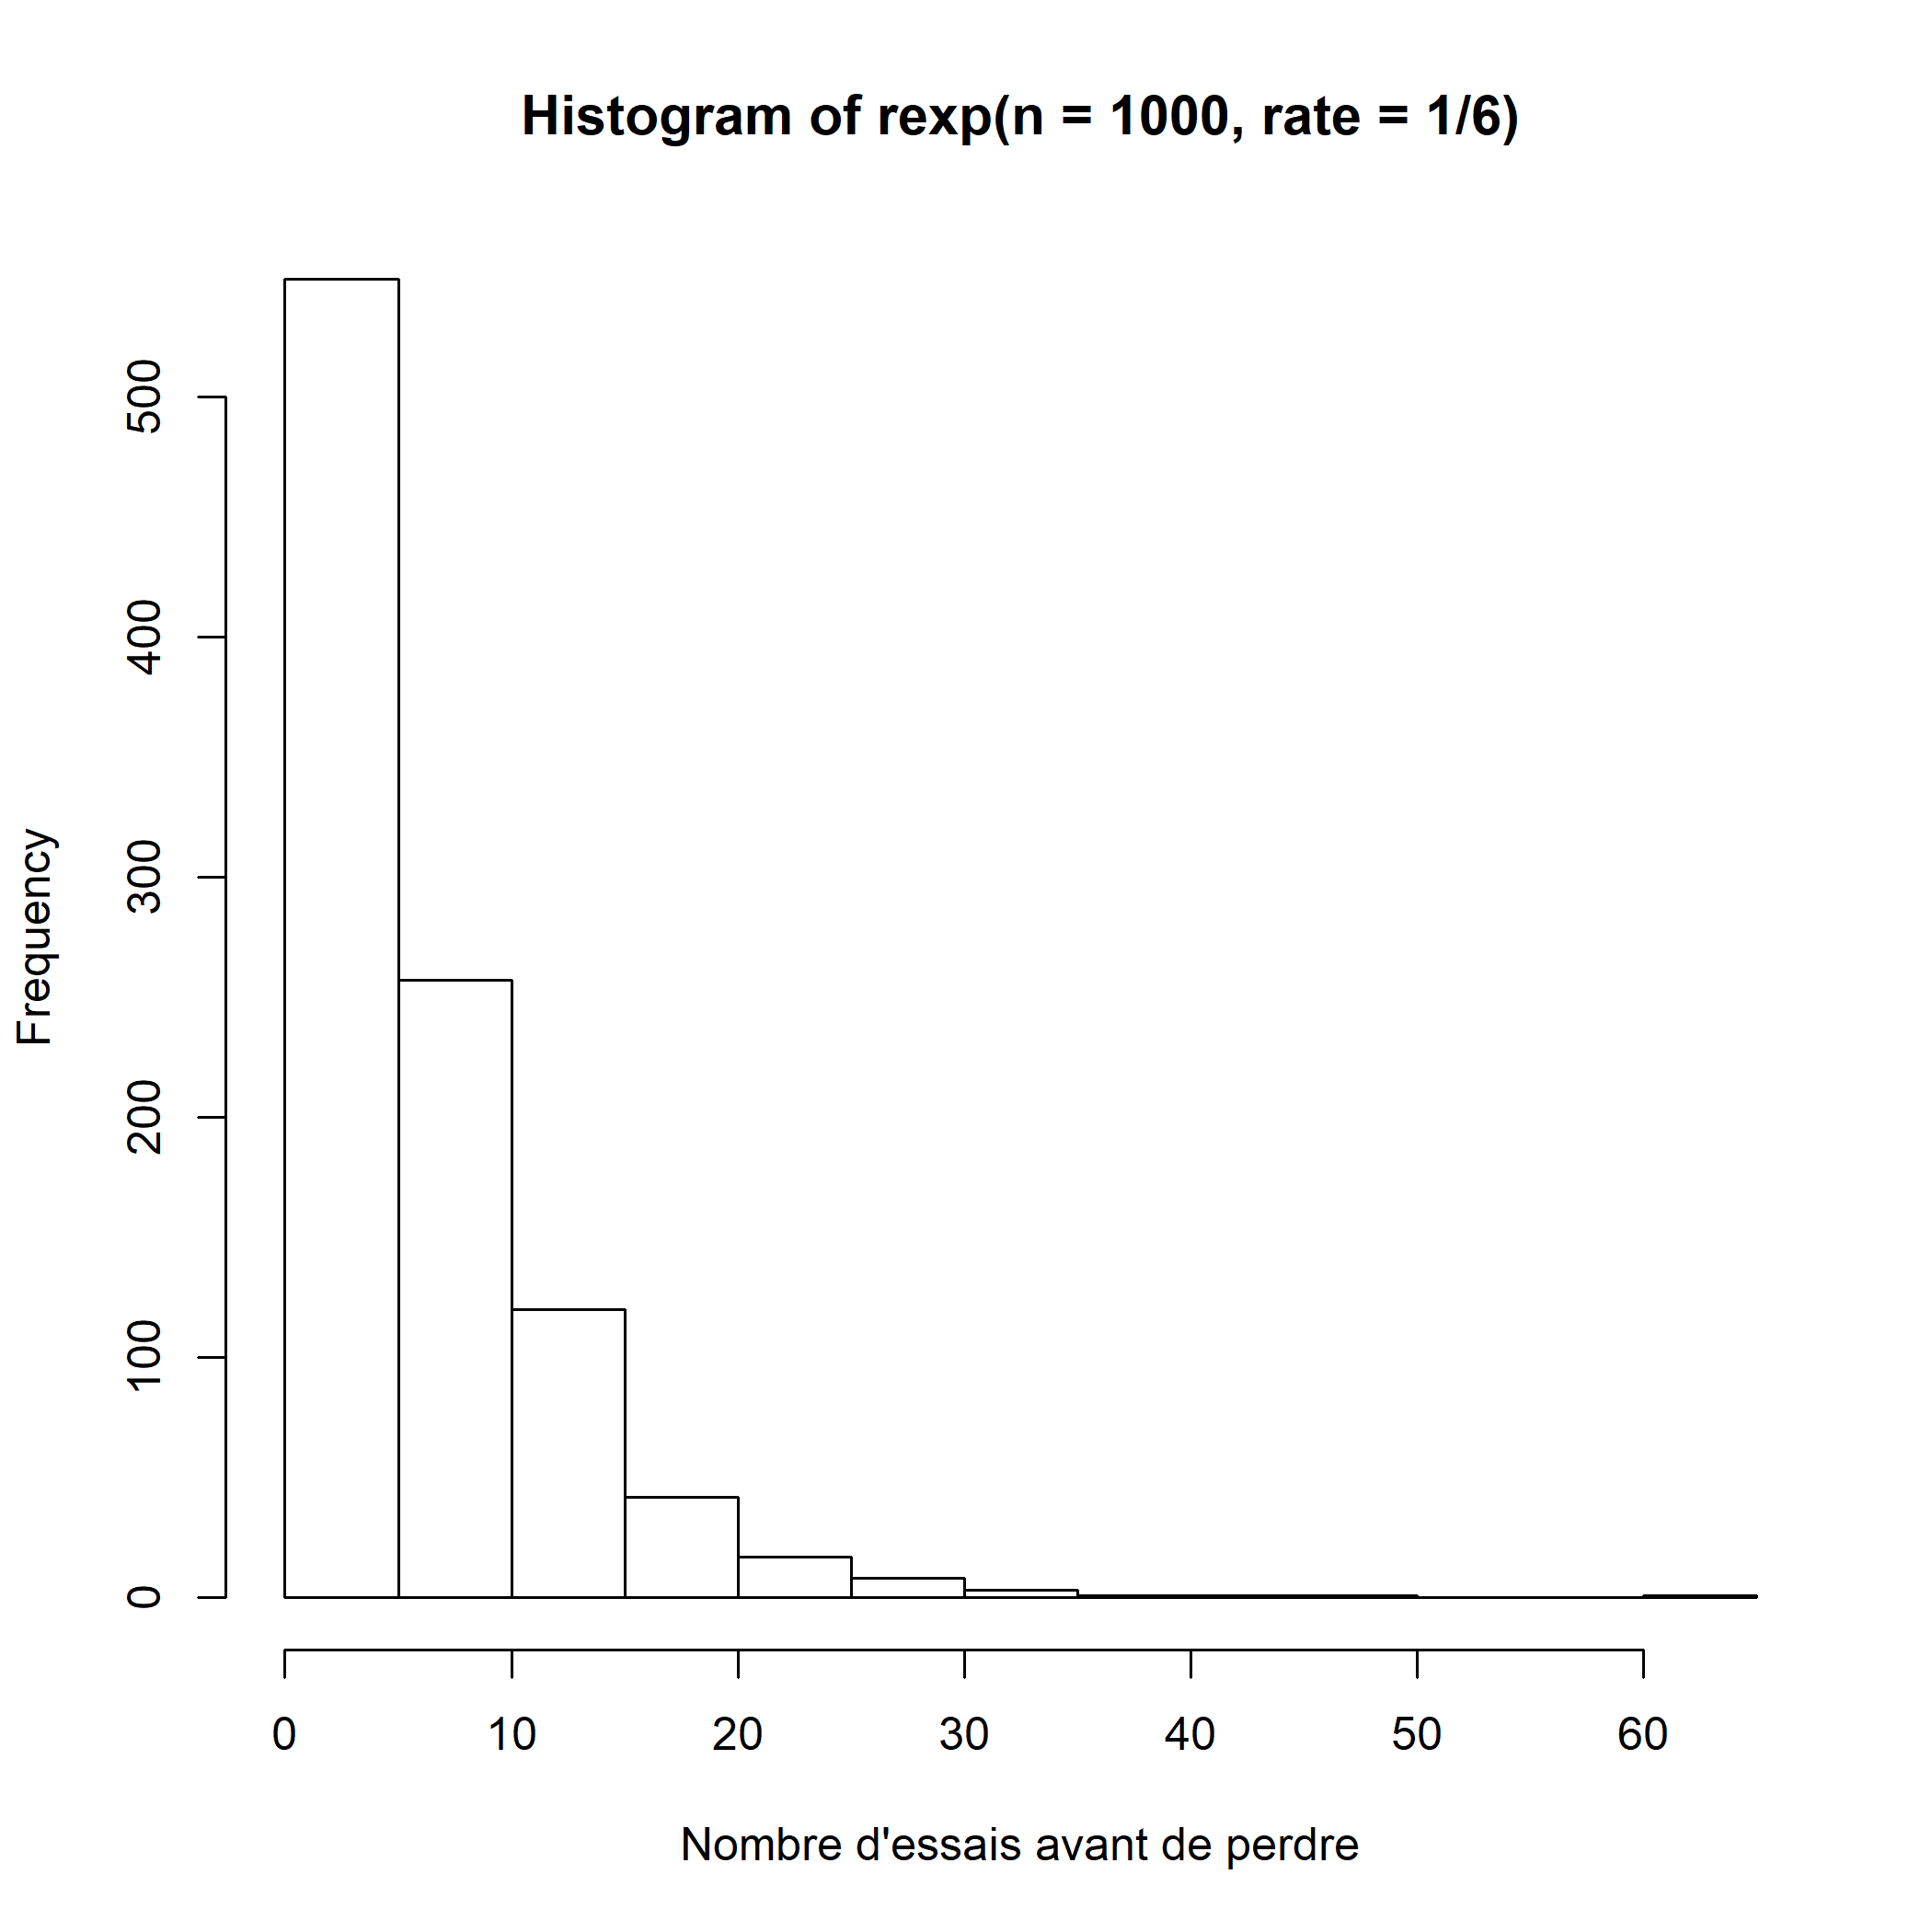 Histogram of rexp(n = 1000, rate = 1/6)
Frequency
500
400
300
200
100
0
0 10 20 30 40 50 60
Nombre d'essais avant de perdre